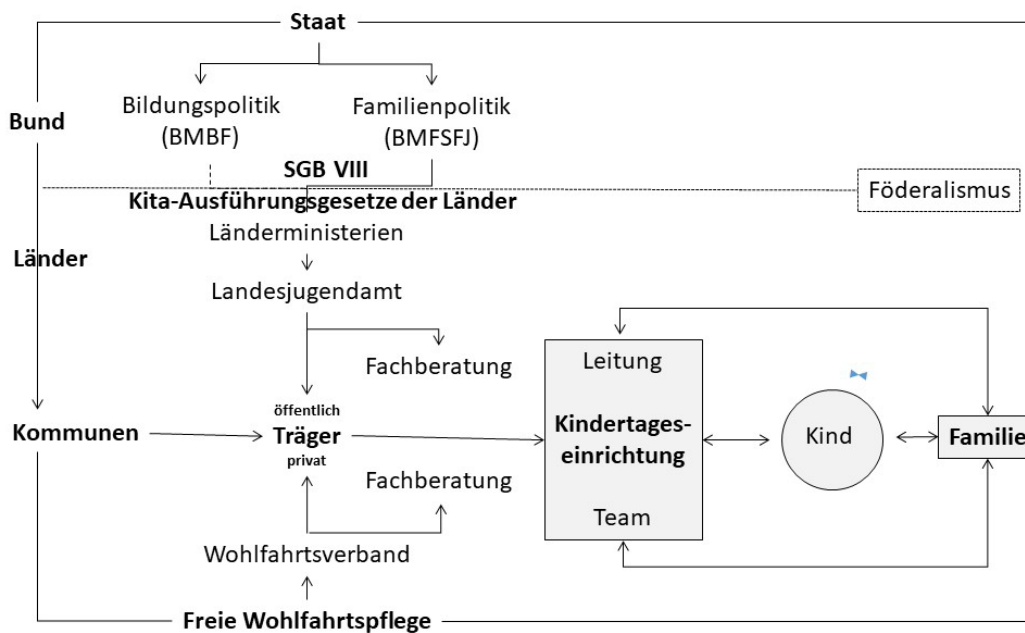 Staat
Bildungspolitik
(BMBF)
Familienpolitik
(BMFSFJ)
Bund
SGB VIII
Föderalismus
Kita-Ausführungsgesetze der Länder
Länderministerien
Länder
Landesjugendamt
Fachberatung
Leitung
öffentlich
Kommunen
Träger
privat
Kindertages-
einrichtung
Kind
Familie
Fachberatung
Team
Wohlfahrtsverband
Freie Wohlfahrtspflege